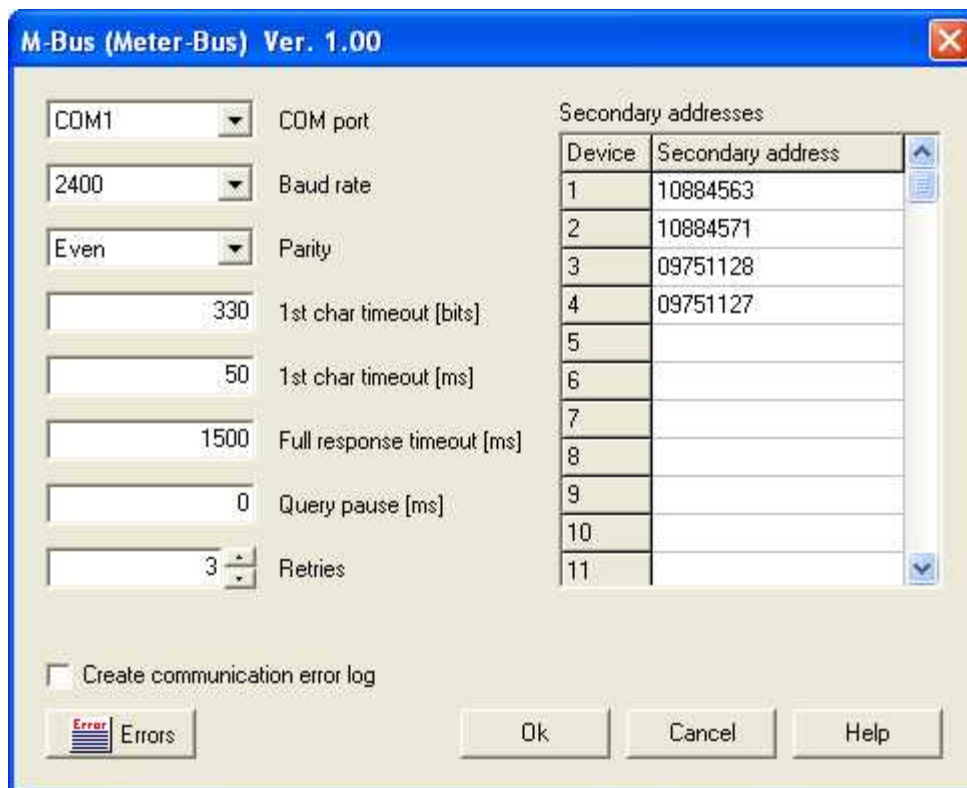 M-Bus (Meter-Bus) Ver. 1.00
COM1 COM port
2400 Baud rate
Even Parity
330 1st char timeout [bits]
50 1st char timeout [ms]
1500 Full response timeout [ms]
0 Query pause [ms]
3 Retries
Secondary addresses
Device Secondary address
1 10884563
2 10884571
3 09751128
4 09751127
5
6
7
8
9
10
11
Create communication error log
Error Errors
Ok
Cancel
Help